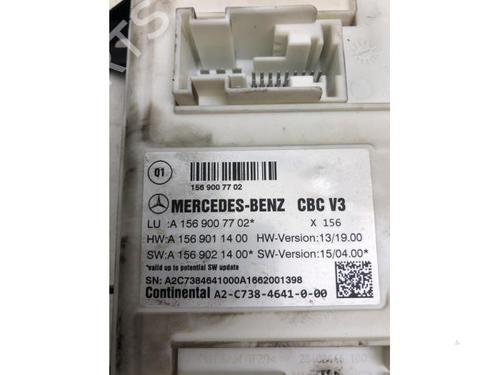 Q1
156 900 77 02
MERCEDES-BENZ CBC V3
LU :A 156 900 77 02* X 156
HW:A 156 901 14 00 HW-Version:13/19.00
SW:A 156 902 14 00* SW-Version:15/04.00*
*valid up to potential SW update
SN: A2C7384641000A1662001398
Continental A2-C738-4641-0-00